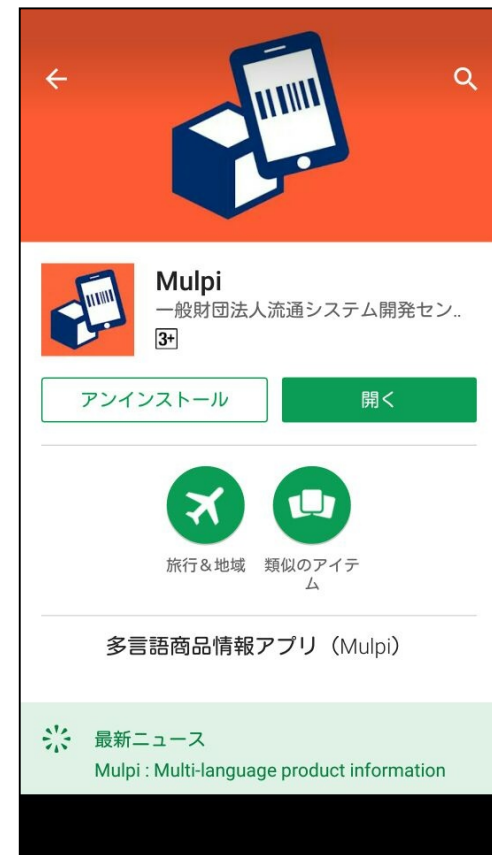 Mulpi
一般財団法人流通システム開発セン..
3+
アンインストール
開く
旅行＆地域
類似のアイテ
ム
多言語商品情報アプリ（Mulpi）
最新ニュース
Mulpi : Multi-language product information